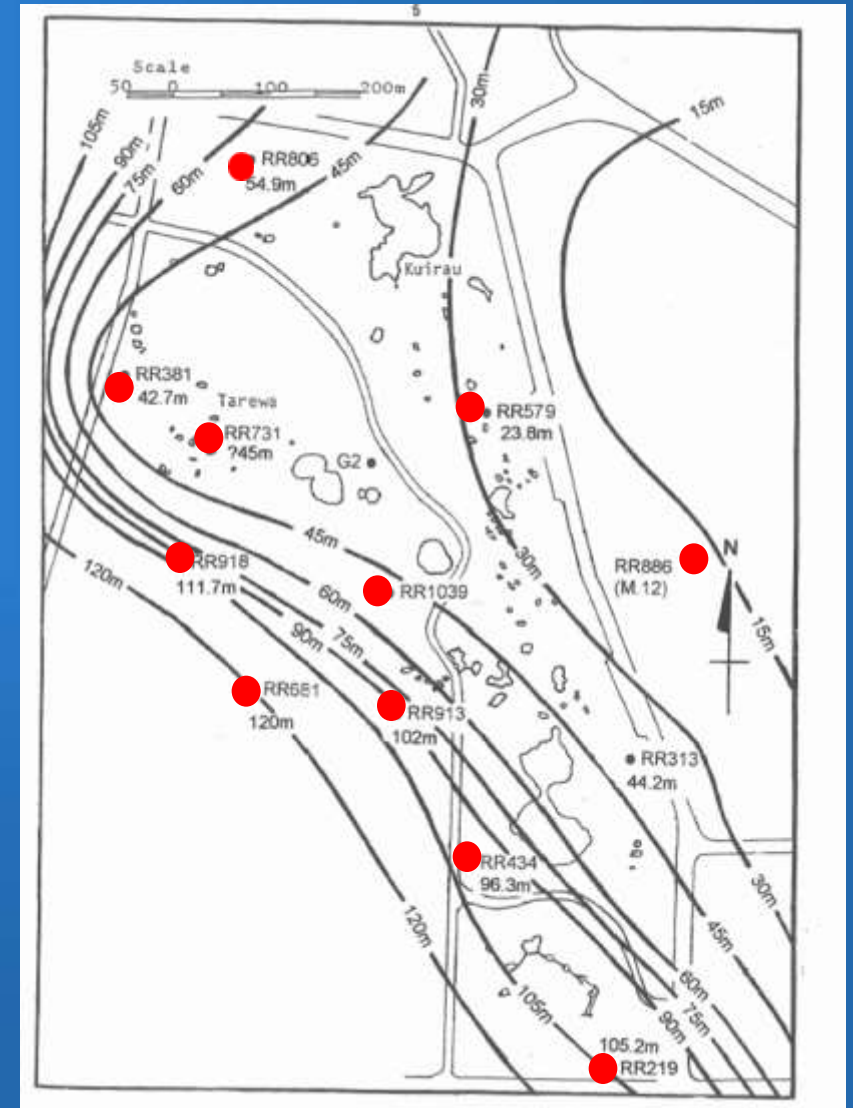 5
Scale
50 0 100 200m
30m
15m
105m
90m
75m
60m
45m
RR806
54.9m
Kuirau
RR381
42.7m
Tarewa
RR731
?45m
G2
RR579
23.8m
45m
30m
RR918
111.7m
120m
RR1039
60m
75m
90m
RR886
(M.12)
N
15m
RR681
120m
RR913
102m
RR313
44.2m
RR434
96.3m
30m
45m
120m
60m
75m
90m
105m
105.2m
RR219